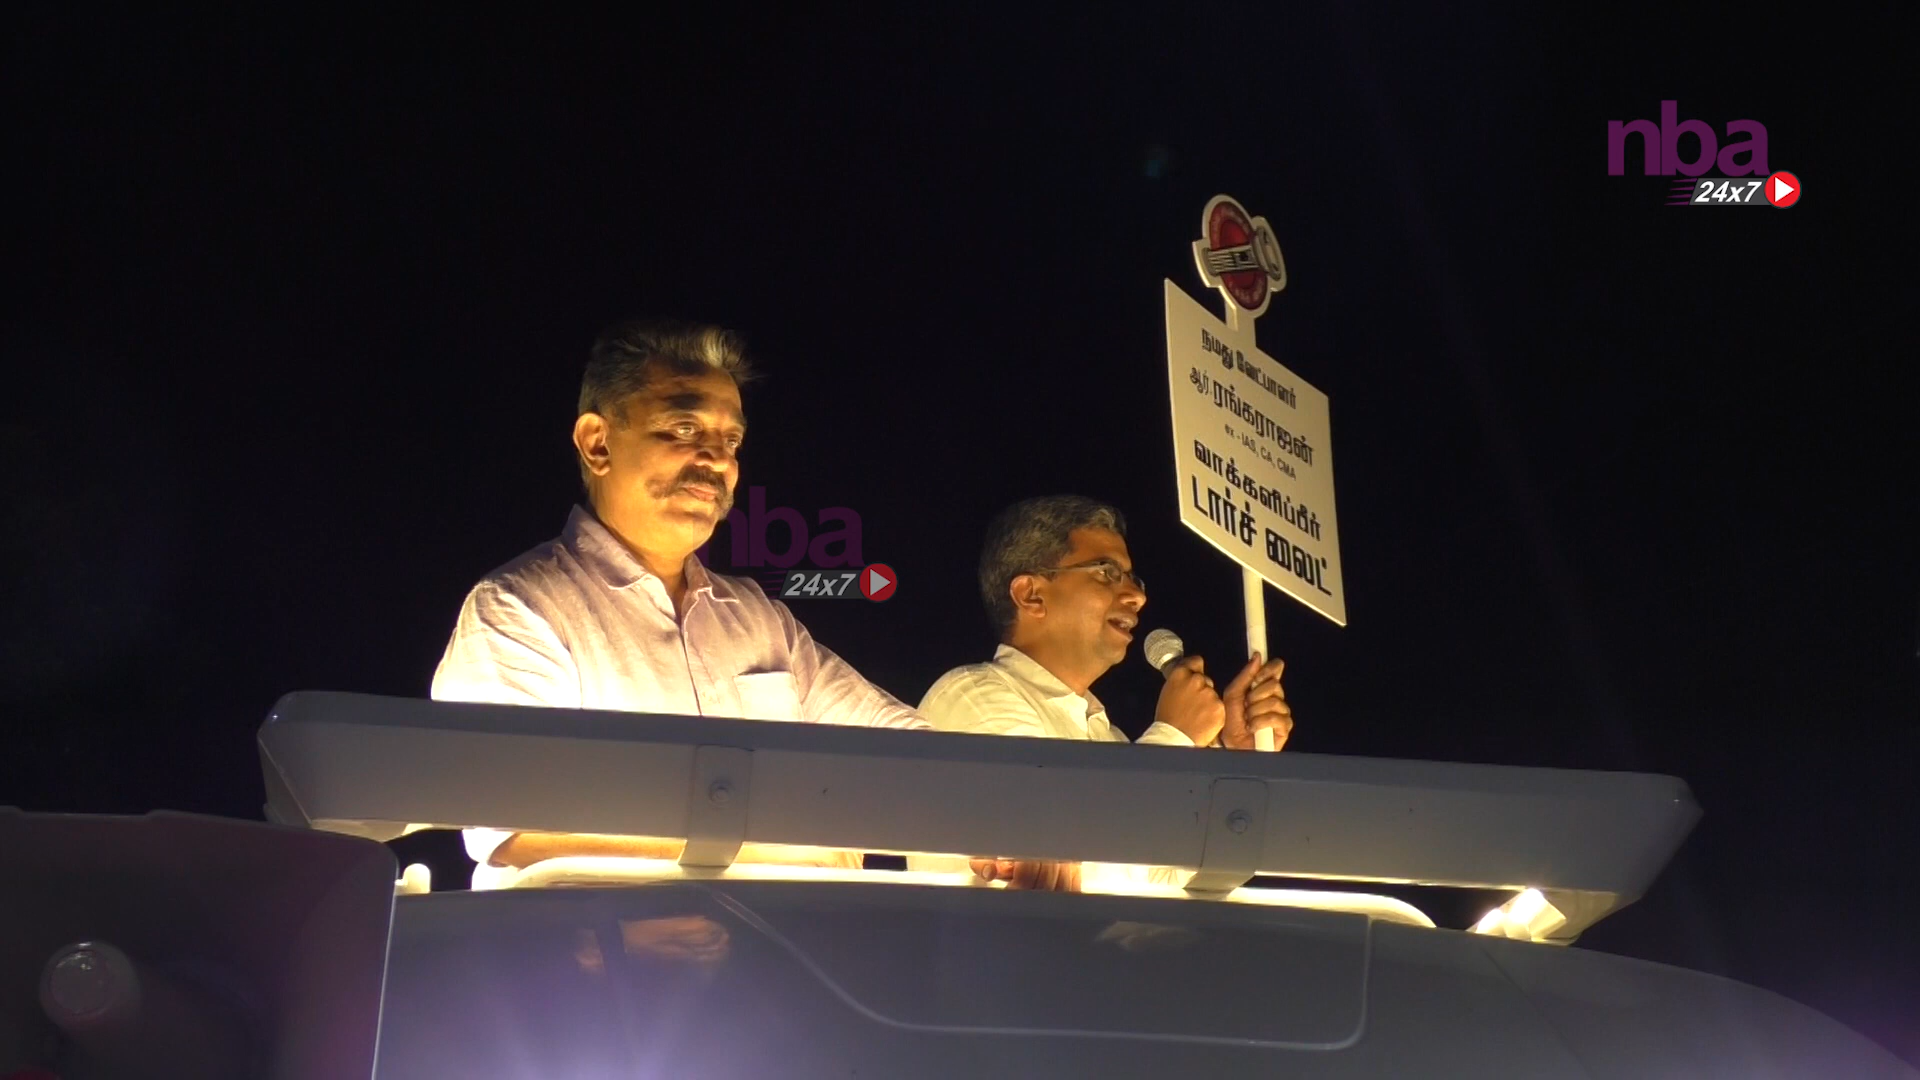 nba
24x7
நமது வேட்பாளர்
ஆர்.ரங்கராஜன்
ex - IAS, CA, CMA
வாக்களிப்பீர்
டார்ச் லைட்
nba
24x7